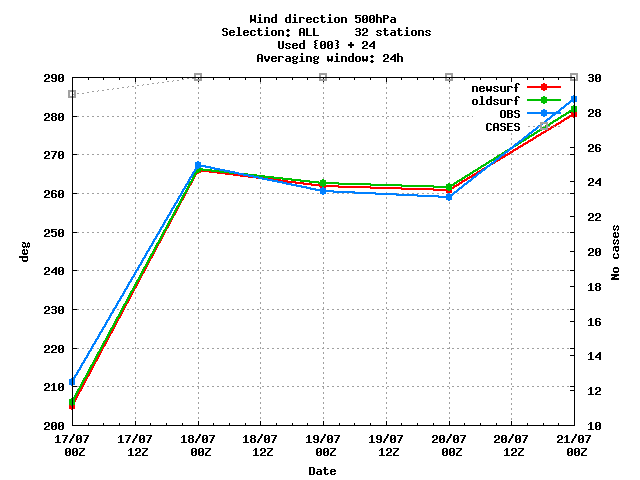 Wind direction 500hPa
Selection: ALL     32 stations
Used {00} + 24
Averaging window: 24h
290
280
270
260
250
240
230
220
210
200
deg
30
28
26
24
22
20
18
16
14
12
10
No cases
newsurf
oldsurf
OBS
CASES
17/07 17/07 18/07 18/07 19/07 19/07 20/07 20/07 21/07
00Z 12Z 00Z 12Z 00Z 12Z 00Z 12Z 00Z
Date